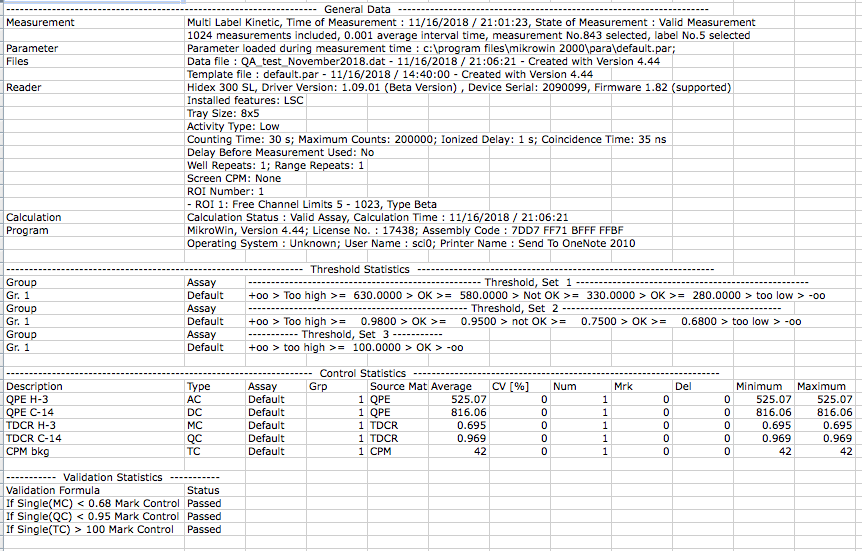 General Data
Measurement Multi Label Kinetic, Time of Measurement : 11/16/2018 / 21:01:23, State of Measurement : Valid Measurement
1024 measurements included, 0.001 average interval time, measurement No.843 selected, label No.5 selected
Parameter Parameter loaded during measurement time : c:\program files\mikrowin 2000\para\default.par;
Files Data file : QA_test_November2018.dat - 11/16/2018 / 21:06:21 - Created with Version 4.44
Template file : default.par - 11/16/2018 / 14:40:00 - Created with Version 4.44
Reader Hidex 300 SL, Driver Version: 1.09.01 (Beta Version) , Device Serial: 2090099, Firmware 1.82 (supported)
Installed features: LSC
Tray Size: 8x5
Activity Type: Low
Counting Time: 30 s; Maximum Counts: 200000; Ionized Delay: 1 s; Coincidence Time: 35 ns
Delay Before Measurement Used: No
Well Repeats: 1; Range Repeats: 1
Screen CPM: None
ROI Number: 1
- ROI 1: Free Channel Limits 5 - 1023, Type Beta
Calculation Calculation Status : Valid Assay, Calculation Time : 11/16/2018 / 21:06:21
Program MikroWin, Version 4.44; License No. : 17438; Assembly Code : 7DD7 FF71 BFFF FFBF
Operating System : Unknown; User Name : scl0; Printer Name : Send To OneNote 2010
Threshold Statistics
Group Assay Threshold, Set 1
Gr. 1 Default +oo > Too high >= 630.0000 > OK >= 580.0000 > Not OK >= 330.0000 > OK >= 280.0000 > too low > -oo
Group Assay Threshold, Set 2
Gr. 1 Default +oo > Too high >= 0.9800 > OK >= 0.9500 > not OK >= 0.7500 > OK >= 0.6800 > too low > -oo
Group Assay Threshold, Set 3
Gr. 1 Default +oo > too high >= 100.0000 > OK > -oo
Control Statistics
Description Type Assay Grp Source Mat Average CV [%] Num Mrk Del Minimum Maximum
QPE H-3 AC Default 1 QPE 525.07 0 1 0 0 525.07 525.07
QPE C-14 DC Default 1 QPE 816.06 0 1 0 0 816.06 816.06
TDCR H-3 MC Default 1 TDCR 0.695 0 1 0 0 0.695 0.695
TDCR C-14 QC Default 1 TDCR 0.969 0 1 0 0 0.969 0.969
CPM bkg TC Default 1 CPM 42 0 1 0 0 42 42
Validation Statistics
Validation Formula Status
If Single(MC) < 0.68 Mark Control Passed
If Single(QC) < 0.95 Mark Control Passed
If Single(TC) > 100 Mark Control Passed